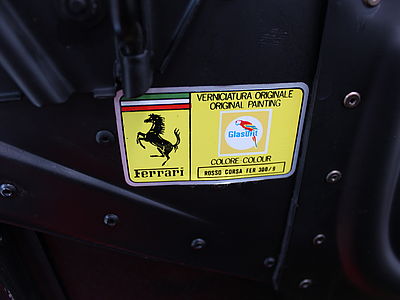 VERNICIATURA ORIGINALE
ORIGINAL PAINTING
Glasurit
COLORE·COLOUR
Ferrari
ROSSO CORSA FER 300/9